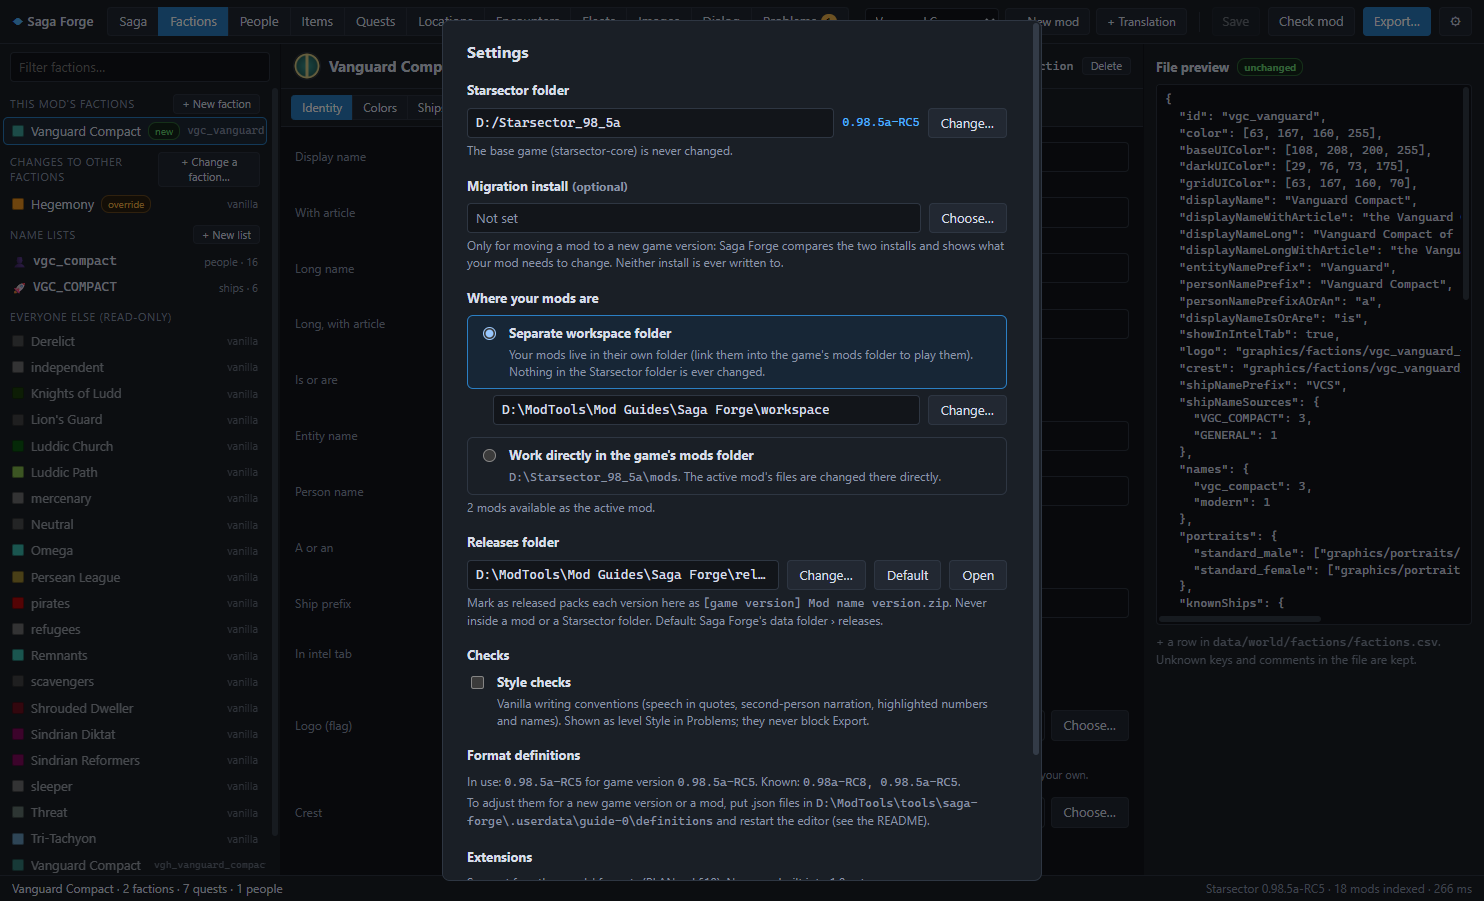 Saga Forge
Saga
Factions
People
Items
Quests
New mod
+ Translation
Save
Check mod
Export...
Filter factions...
THIS MOD'S FACTIONS
+ New faction
Vanguard Compact new vgc_vanguard
CHANGES TO OTHER FACTIONS
+ Change a faction...
Hegemony override vanilla
NAME LISTS
+ New list
vgc_compact people · 16
VGC_COMPACT ships · 6
EVERYONE ELSE (READ-ONLY)
Derelict vanilla
independent vanilla
Knights of Ludd vanilla
Lion's Guard vanilla
Luddic Church vanilla
Luddic Path vanilla
mercenary vanilla
Neutral vanilla
Omega vanilla
Persean League vanilla
pirates vanilla
refugees vanilla
Remnants vanilla
scavengers vanilla
Shrouded Dweller vanilla
Sindrian Diktat vanilla
Sindrian Reformers vanilla
sleeper vanilla
Threat vanilla
Tri-Tachyon vanilla
Vanguard Compact vgh_vanguard_compac
Vanguard Comp
Delete
Identity
Colors
Ship
Display name
With article
Long name
Long, with article
Is or are
Entity name
Person name
A or an
Ship prefix
In intel tab
Logo (flag)
Choose...
your own.
Crest
Choose...
Settings
Starsector folder
D:/Starsector_98_5a
0.98.5a-RC5
Change...
The base game (starsector-core) is never changed.
Migration install (optional)
Not set
Choose...
Only for moving a mod to a new game version: Saga Forge compares the two installs and shows what
your mod needs to change. Neither install is ever written to.
Where your mods are
Separate workspace folder
Your mods live in their own folder (link them into the game's mods folder to play them).
Nothing in the Starsector folder is ever changed.
D:\ModTools\Mod Guides\Saga Forge\workspace
Change...
Work directly in the game's mods folder
D:\Starsector_98_5a\mods. The active mod's files are changed there directly.
2 mods available as the active mod.
Releases folder
D:\ModTools\Mod Guides\Saga Forge\rel...
Change...
Default
Open
Mark as released packs each version here as [game version] Mod name version.zip. Never
inside a mod or a Starsector folder. Default: Saga Forge's data folder › releases.
Checks
Style checks
Vanilla writing conventions (speech in quotes, second-person narration, highlighted numbers
and names). Shown as level Style in Problems; they never block Export.
Format definitions
In use: 0.98.5a-RC5 for game version 0.98.5a-RC5. Known: 0.98a-RC8, 0.98.5a-RC5.
To adjust them for a new game version or a mod, put .json files in D:\ModTools\tools\saga-
forge\.userdata\guide-0\definitions and restart the editor (see the README).
Extensions
File preview unchanged
{
"id": "vgc_vanguard",
"color": [63, 167, 160, 255],
"baseUIColor": [108, 208, 200, 255],
"darkUIColor": [29, 76, 73, 175],
"gridUIColor": [63, 167, 160, 70],
"displayName": "Vanguard Compact",
"displayNameWithArticle": "the Vanguard
"displayNameLong": "Vanguard Compact of
"displayNameLongWithArticle": "the Vangu
"entityNamePrefix": "Vanguard",
"personNamePrefix": "Vanguard Compact",
"personNamePrefixAOrAn": "a",
"displayNameIsOrAre": "is",
"showInIntelTab": true,
"logo": "graphics/factions/vgc_vanguard_
"crest": "graphics/factions/vgc_vanguard
"shipNamePrefix": "VCS",
"shipNameSources": {
"VGC_COMPACT": 3,
"GENERAL": 1
},
"names": {
"vgc_compact": 3,
"modern": 1
},
"portraits": {
"standard_male": ["graphics/portraits/
"standard_female": ["graphics/portrait
},
"knownShips": {
+ a row in data/world/factions/factions.csv.
Unknown keys and comments in the file are kept.
Vanguard Compact · 2 factions · 7 quests · 1 people
Starsector 0.98.5a-RC5 · 18 mods indexed · 266 ms